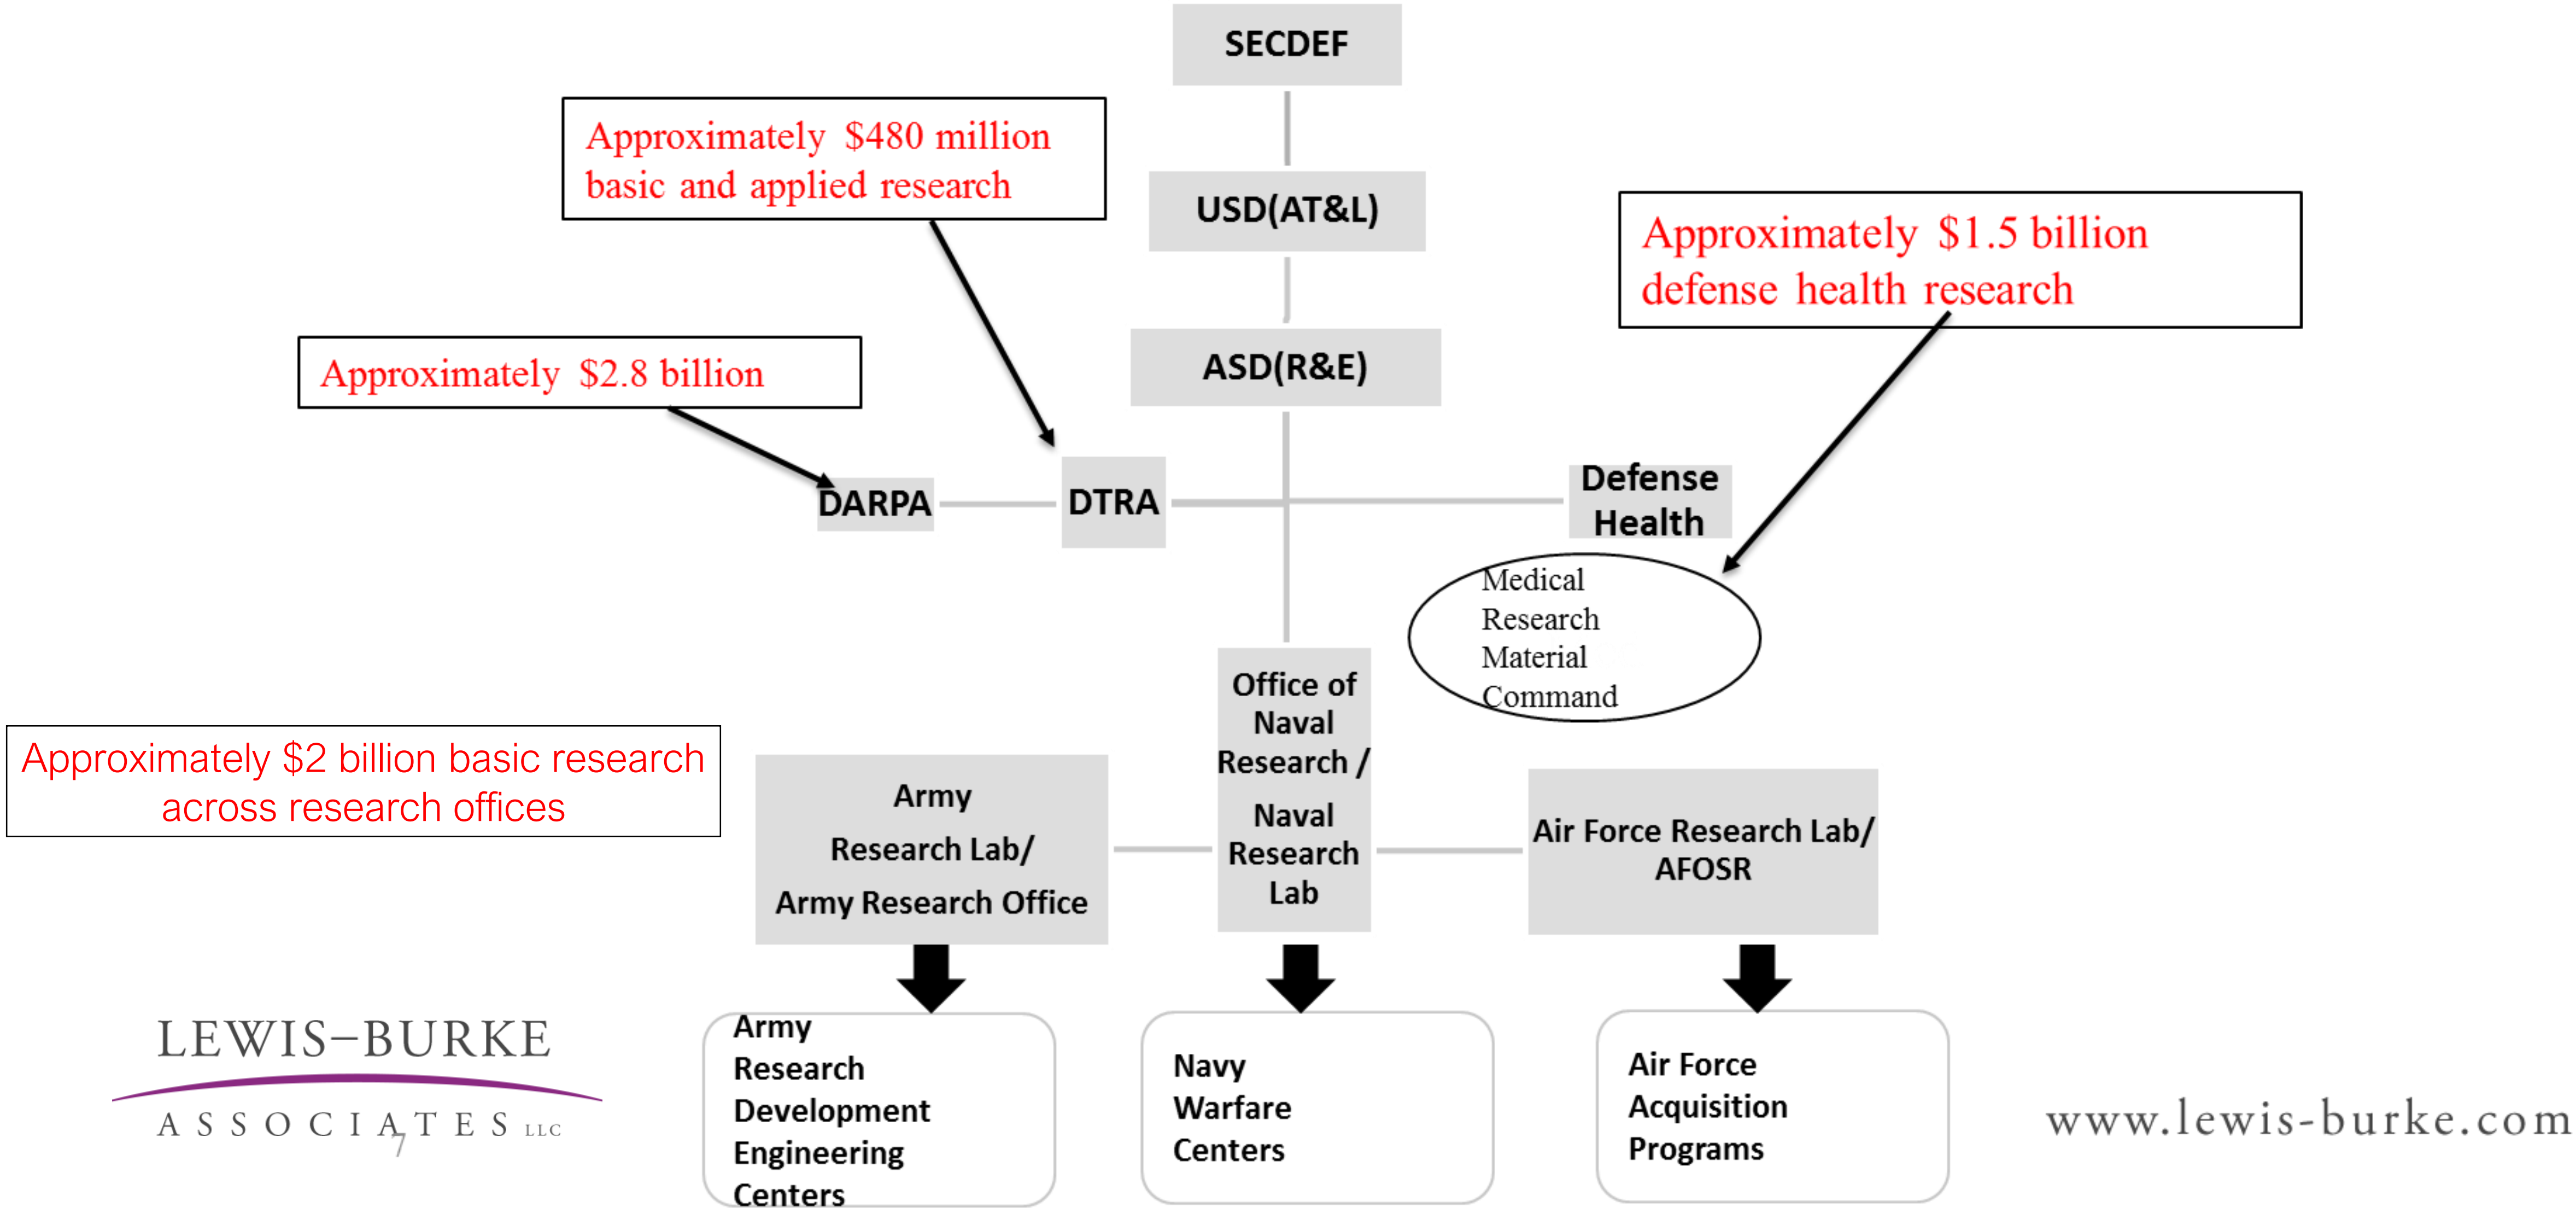 SECDEF
Approximately $480 million
basic and applied research
USD(AT&L)
Approximately $1.5 billion
defense health research
Approximately $2.8 billion
ASD(R&E)
DARPA
DTRA
Defense
Health
Medical
Research
Material
Command
Approximately $2 billion basic research
across research offices
Army
Research Lab/
Army Research Office
Office of
Naval
Research /
Naval
Research
Lab
Air Force Research Lab/
AFOSR
Army
Research
Development
Engineering
Centers
Navy
Warfare
Centers
Air Force
Acquisition
Programs
LEWIS–BURKE
ASSOCIATES LLC
7
www.lewis-burke.com